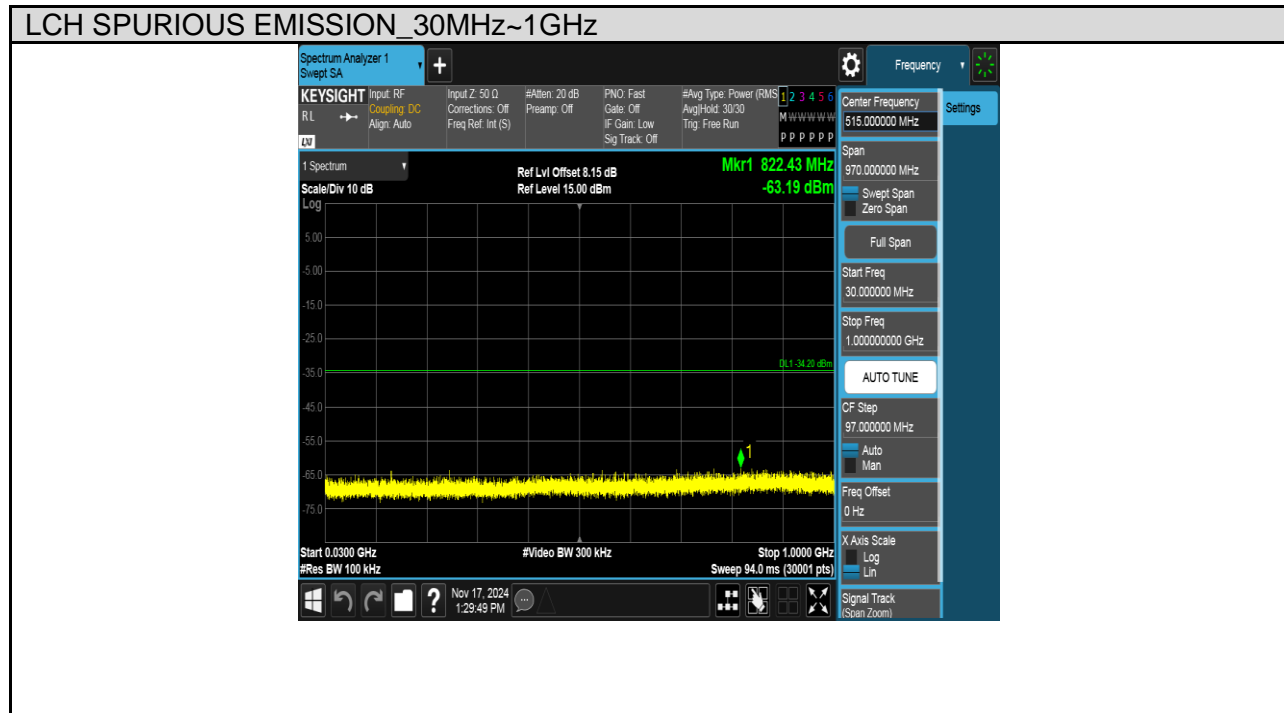 LCH SPURIOUS EMISSION_30MHz~1GHz
Spectrum Analyzer 1
Swept SA
+
Frequency
KEYSIGHT
RL
LXI
Input: RF
Coupling: DC
Align: Auto
Input Z: 50 Ω
Corrections: Off
Freq Ref: Int (S)
#Atten: 20 dB
Preamp: Off
PNO: Fast
Gate: Off
IF Gain: Low
Sig Track: Off
#Avg Type: Power (RMS
Avg|Hold: 30/30
Trig: Free Run
1 2 3 4 5 6
M W W W W W
P P P P P P
1 Spectrum
Scale/Div 10 dB
Ref Lvl Offset 8.15 dB
Ref Level 15.00 dBm
Mkr1 822.43 MHz
-63.19 dBm
Log
5.00
-5.00
-15.0
-25.0
-35.0
-45.0
-55.0
-65.0
-75.0
DL1 -34.20 dBm
1
Start 0.0300 GHz
#Res BW 100 kHz
#Video BW 300 kHz
Stop 1.0000 GHz
Sweep 94.0 ms (30001 pts)
?
Nov 17, 2024
1:29:49 PM
Center Frequency
515.000000 MHz
Settings
Span
970.000000 MHz
Swept Span
Zero Span
Full Span
Start Freq
30.000000 MHz
Stop Freq
1.000000000 GHz
AUTO TUNE
CF Step
97.000000 MHz
Auto
Man
Freq Offset
0 Hz
X Axis Scale
Log
Lin
Signal Track
(Span Zoom)